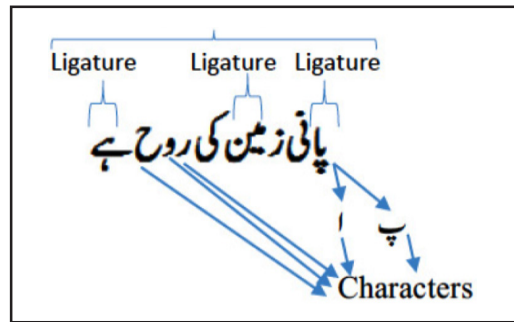 Ligature Ligature Ligature
پانی زمین کی روح ہے
ا پ
Characters